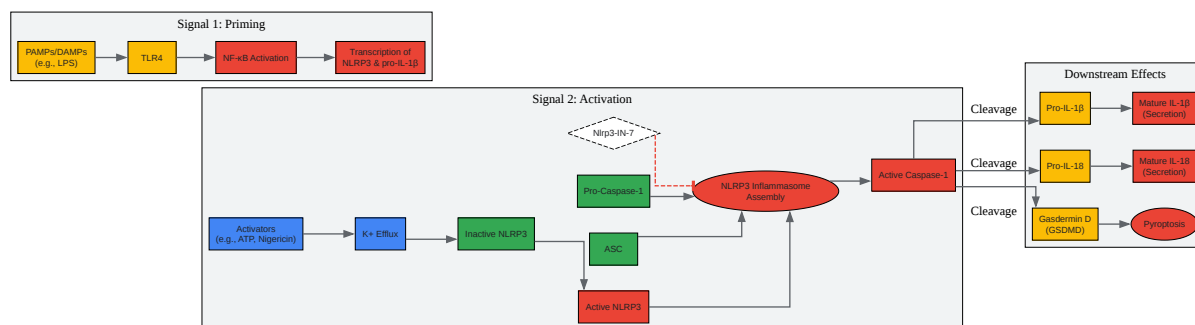 Signal 1: Priming
PAMPs/DAMPs
(e.g., LPS)
TLR4
NF-κB Activation
Transcription of
NLRP3 & pro-IL-1β
Signal 2: Activation
Nlrp3-IN-7
Pro-Caspase-1
NLRP3 Inflammasome
Assembly
Active Caspase-1
Activators
(e.g., ATP, Nigericin)
K+ Efflux
Inactive NLRP3
ASC
Active NLRP3
Cleavage
Cleavage
Cleavage
Downstream Effects
Pro-IL-1β
Mature IL-1β
(Secretion)
Pro-IL-18
Mature IL-18
(Secretion)
Gasdermin D
(GSDMD)
Pyroptosis